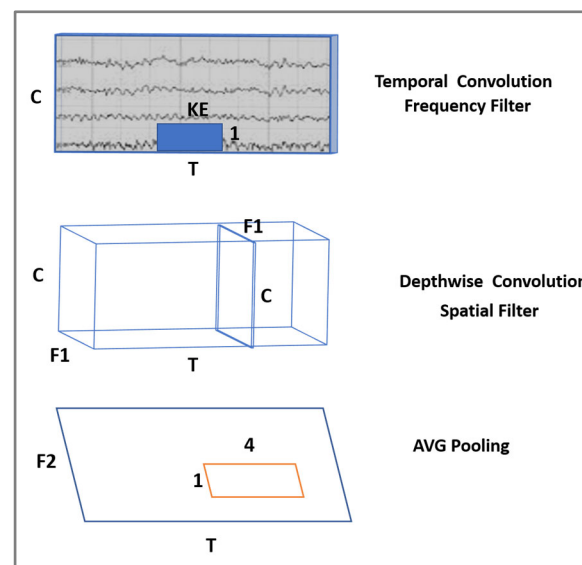 C
KE
1
T
Temporal Convolution
Frequency Filter
F1
C
C
F1
T
Depthwise Convolution
Spatial Filter
4
F2
1
T
AVG Pooling